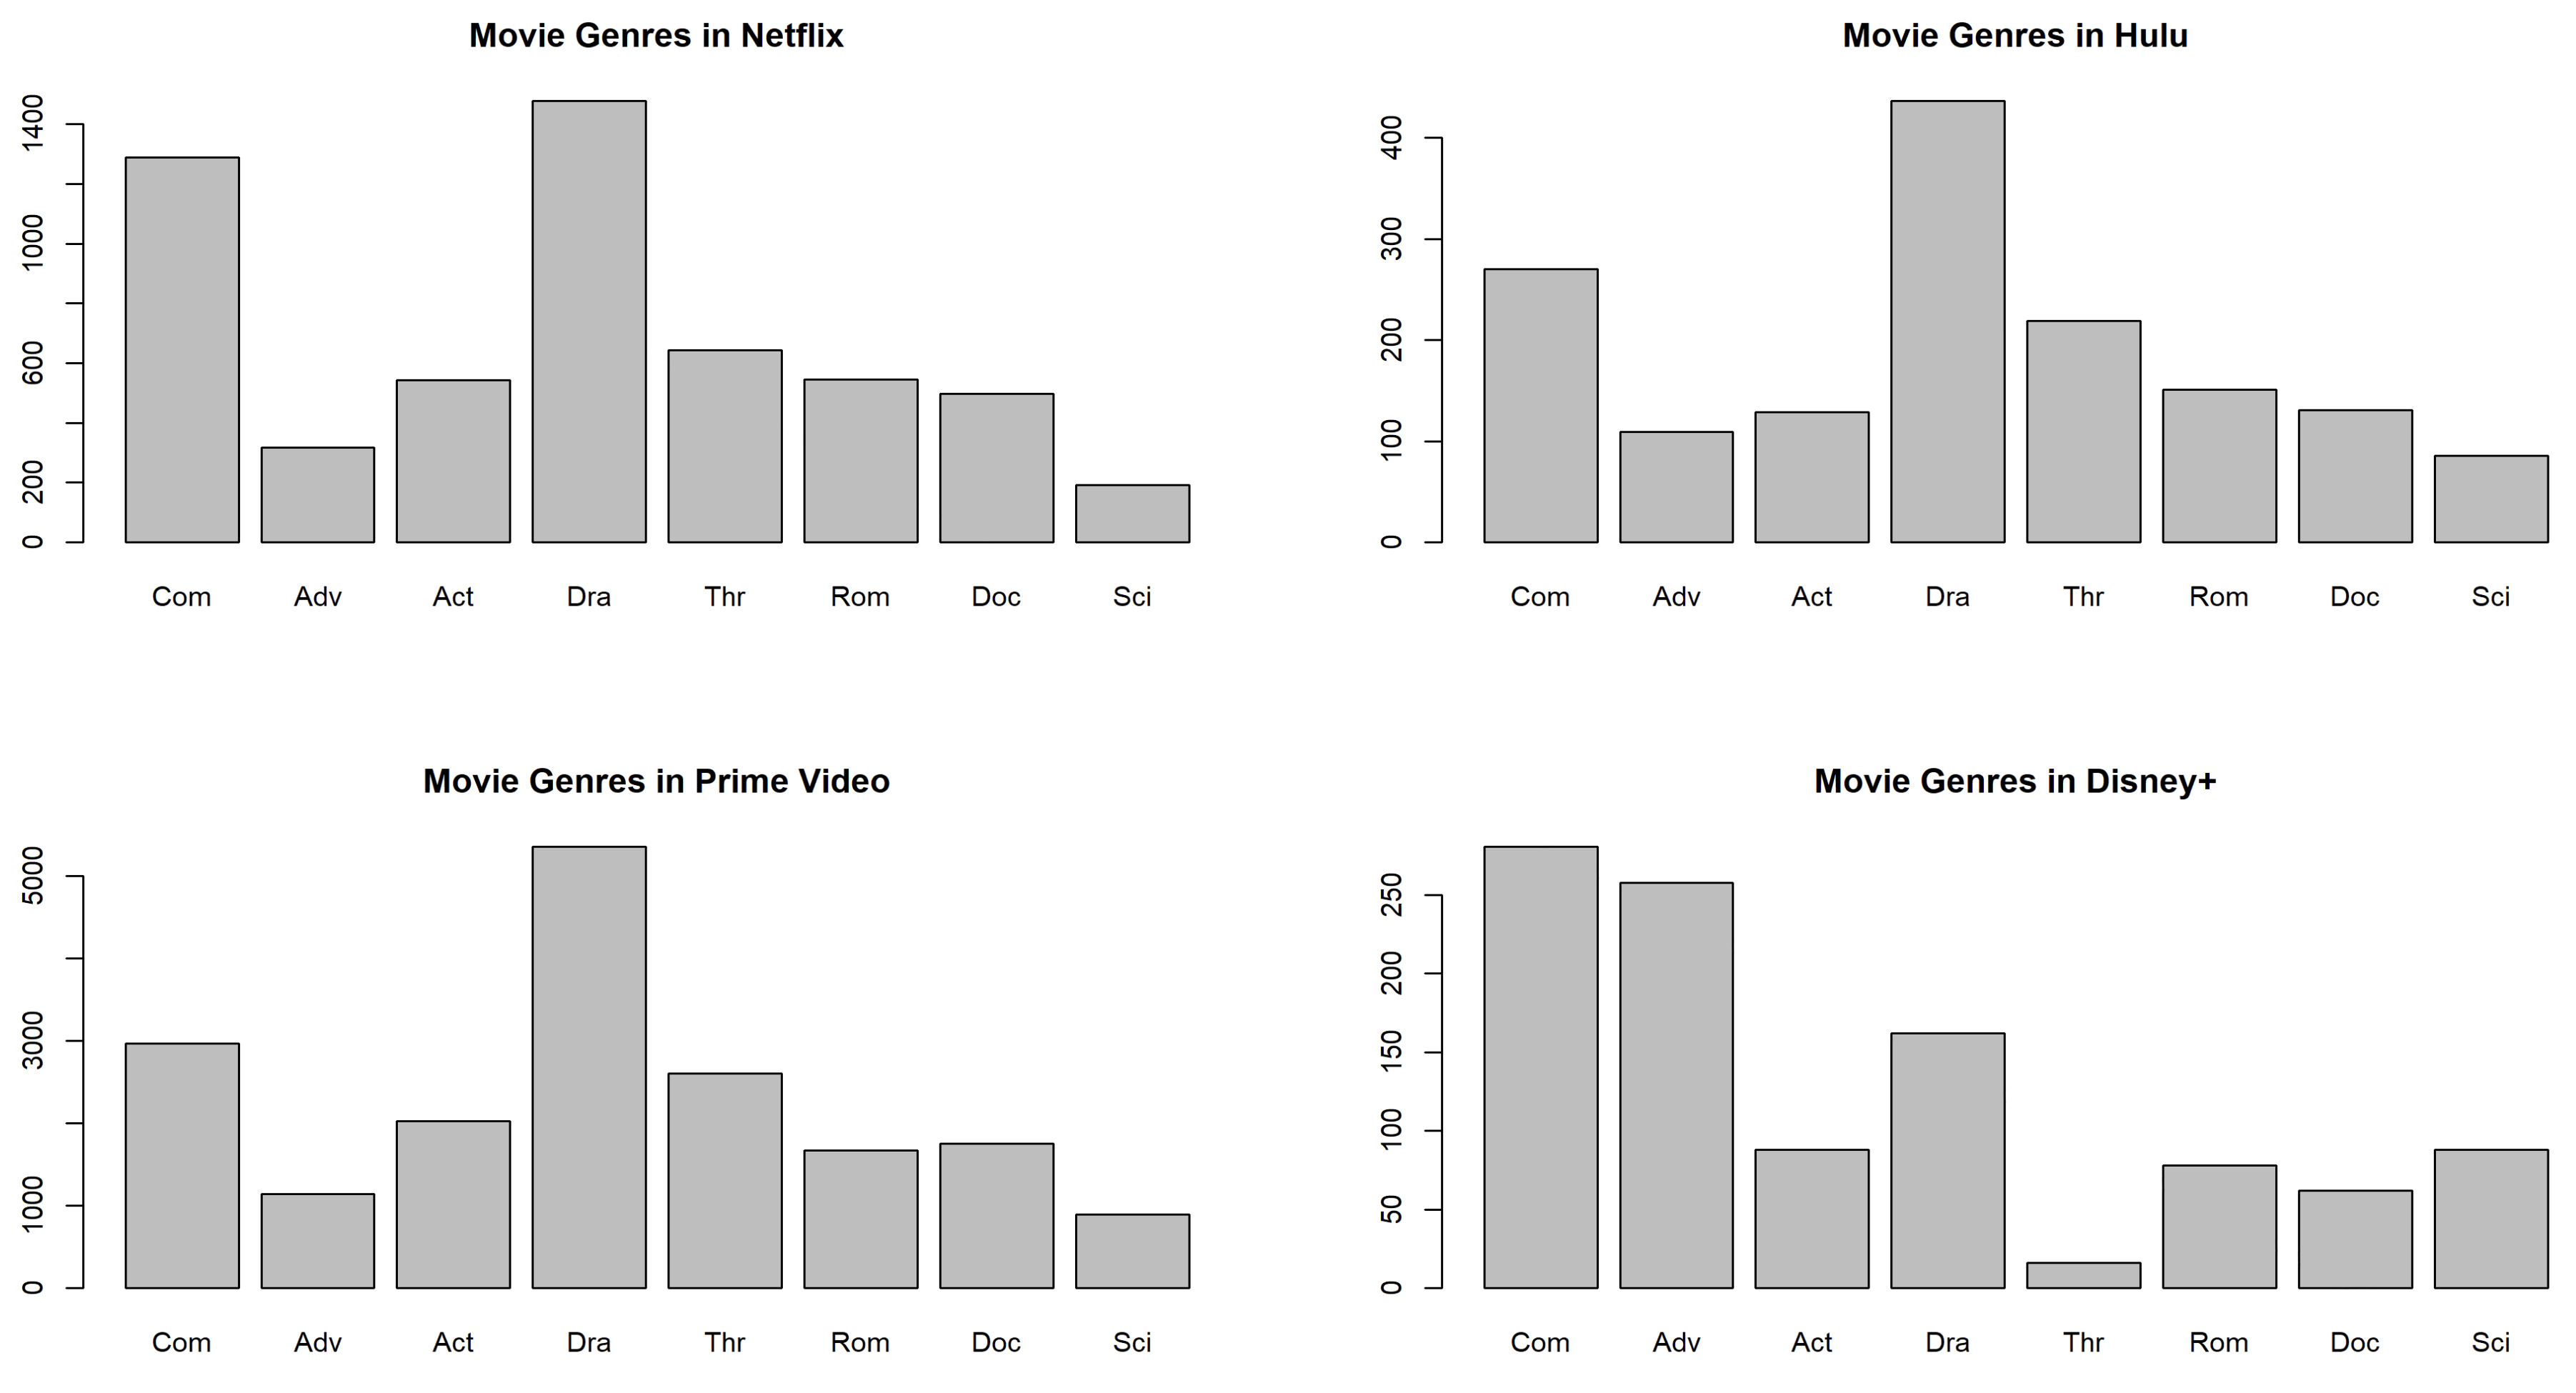 Movie Genres in Netflix
1400
1000
600
200
0
Com Adv Act Dra Thr Rom Doc Sci
Movie Genres in Hulu
400
300
200
100
0
Com Adv Act Dra Thr Rom Doc Sci
Movie Genres in Prime Video
5000
3000
1000
0
Com Adv Act Dra Thr Rom Doc Sci
Movie Genres in Disney+
250
200
150
100
50
0
Com Adv Act Dra Thr Rom Doc Sci